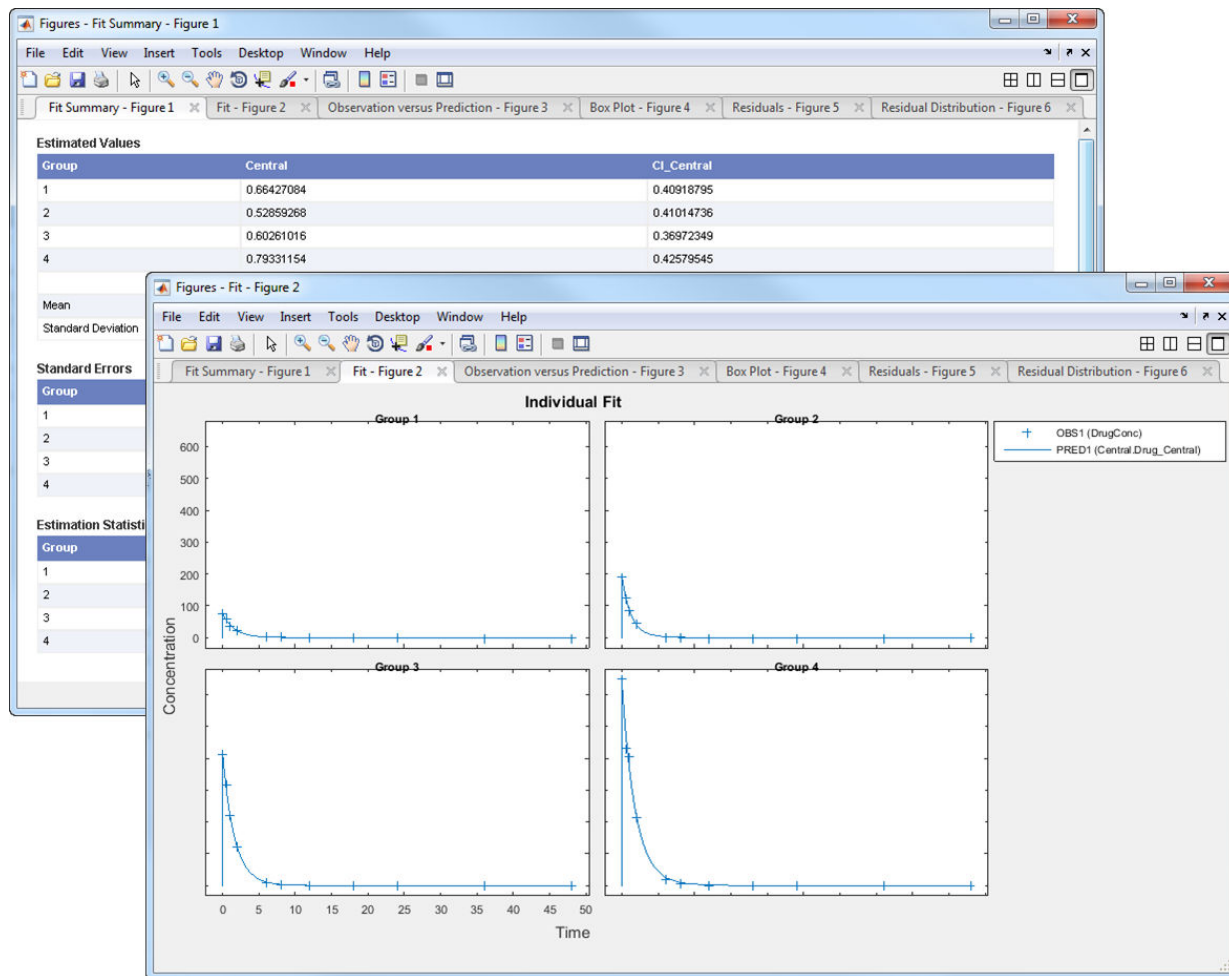 Figures - Fit Summary - Figure 1
File Edit View Insert Tools Desktop Window Help
Fit Summary - Figure 1 Fit - Figure 2 Observation versus Prediction - Figure 3 Box Plot - Figure 4 Residuals - Figure 5 Residual Distribution - Figure 6
Estimated Values
Group Central Cl_Central
1 0.66427084 0.40918795
2 0.52859268 0.41014736
3 0.60261016 0.36972349
4 0.79331154 0.42579545
Mean
Standard Deviation
Standard Errors
Group
1
2
3
4
Estimation Statisti
Group
1
2
3
4
Figures - Fit - Figure 2
File Edit View Insert Tools Desktop Window Help
Fit Summary - Figure 1 Fit - Figure 2 Observation versus Prediction - Figure 3 Box Plot - Figure 4 Residuals - Figure 5 Residual Distribution - Figure 6
Individual Fit
Group 1 Group 2
OBS1 (DrugConc)
PRED1 (Central.Drug_Central)
600
500
400
300
200
100
0
Concentration
Group 3 Group 4
0 5 10 15 20 25 30 35 40 45 50
Time